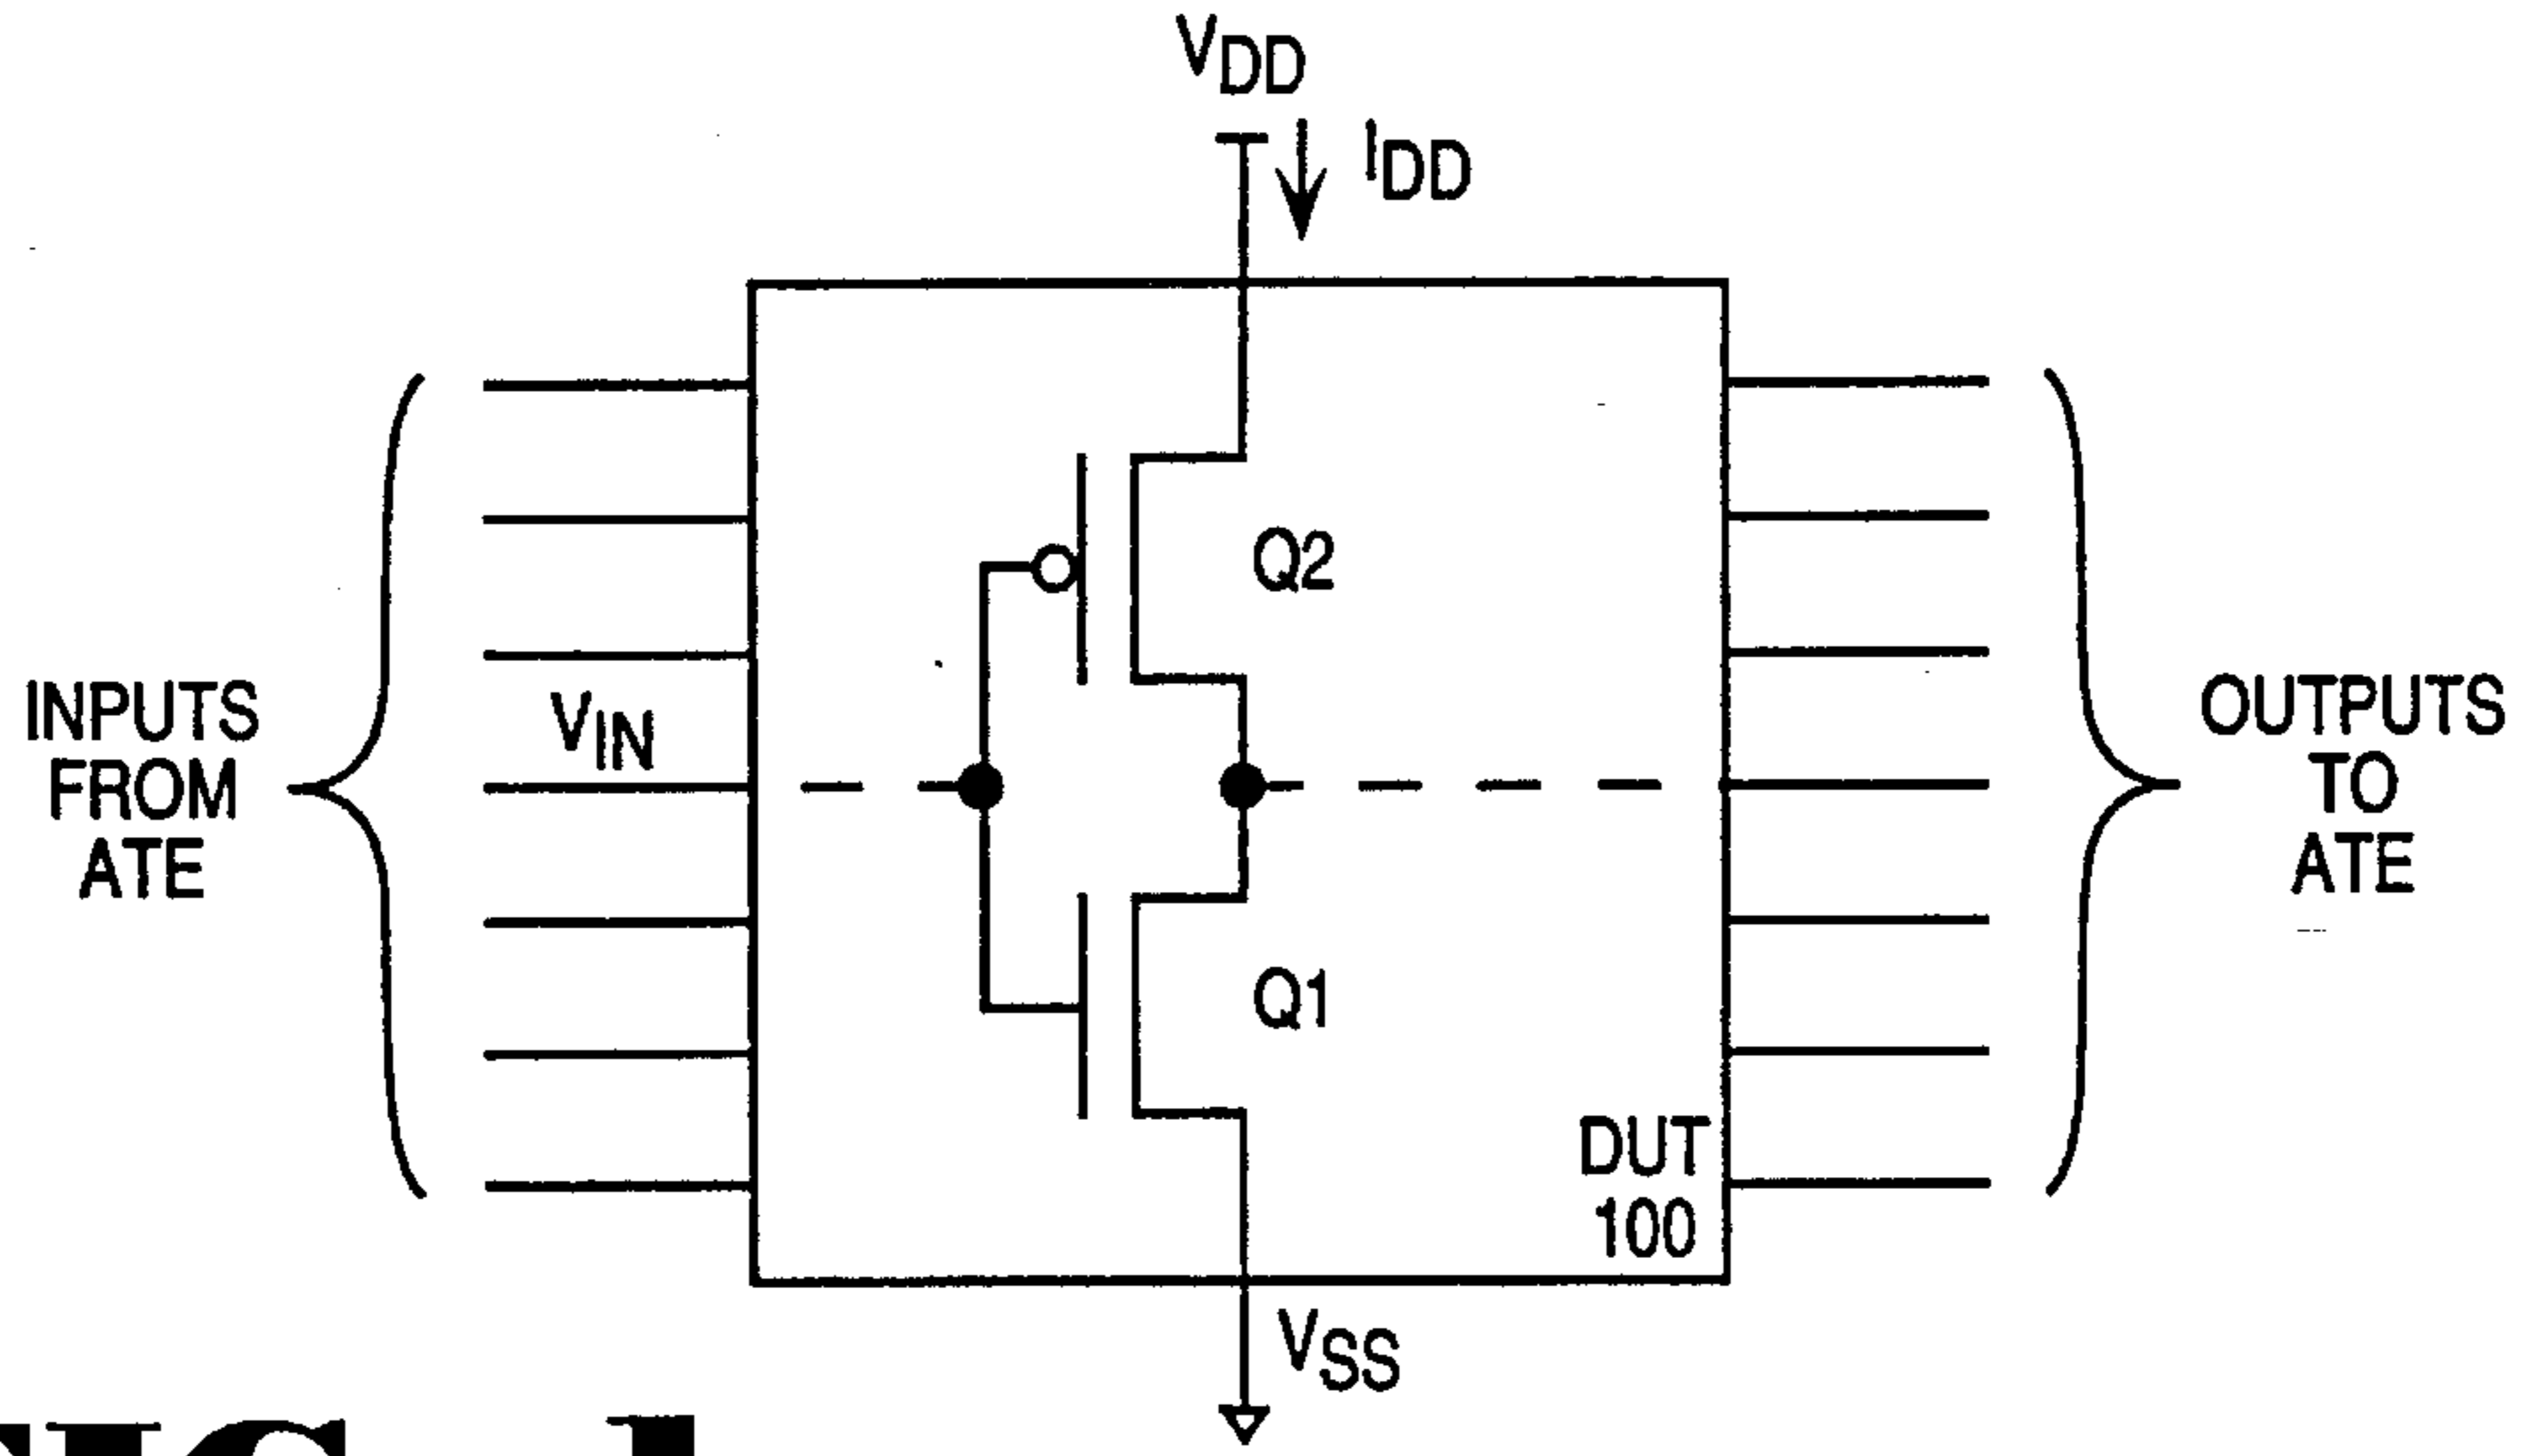 VDD
IDD
Q2
INPUTS
FROM
ATE
VIN
OUTPUTS
TO
ATE
Q1
DUT
100
VSS